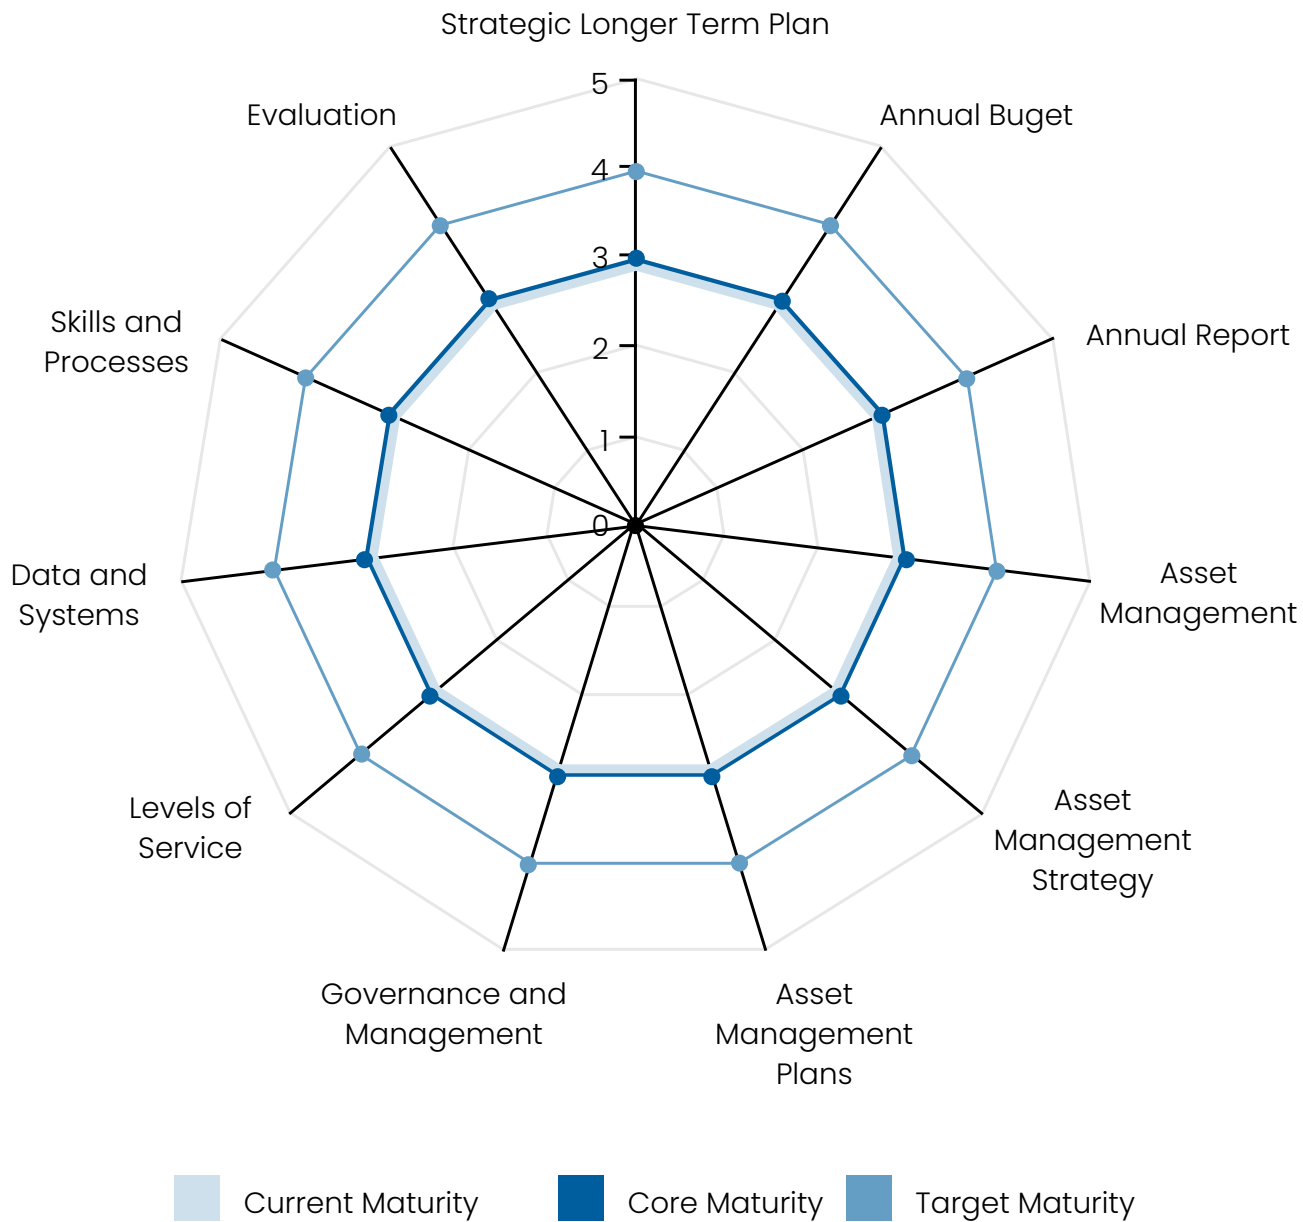 Strategic Longer Term Plan
5
4
3
2
1
0
Evaluation
Annual Buget
Skills and
Processes
Annual Report
Data and
Systems
Asset
Management
Levels of
Service
Asset
Management
Strategy
Governance and
Management
Asset
Management
Plans
Current Maturity
Core Maturity
Target Maturity